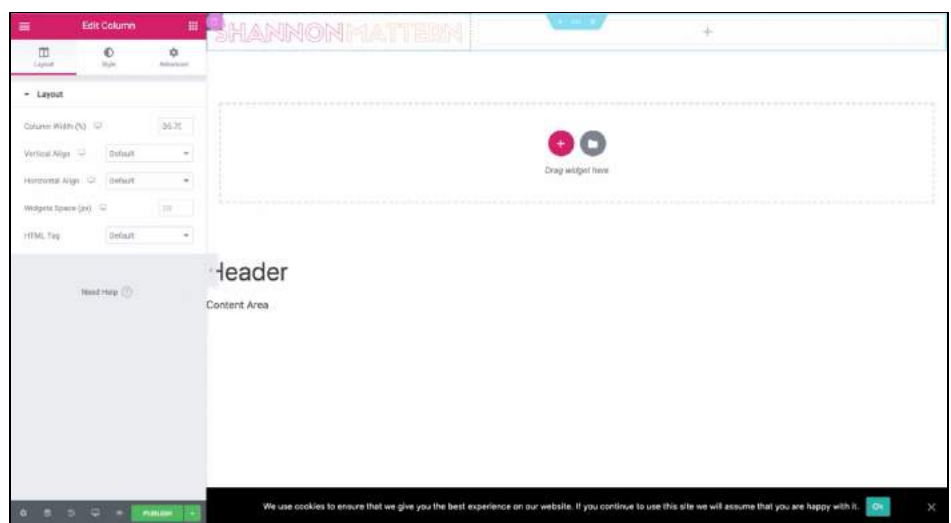 Edit Column
SHANNON MATTERN
Layout
Style
Advanced
Layout
Column Width (%)
Vertical Align
Default
Horizontal Align
Default
Widgets Space (px)
20
HTML Tag
Default
Need Help
Drag widget here
Header
Content Area
PUBLISH
We use cookies to ensure that we give you the best experience on our website. If you continue to use this site we will assume that you are happy with it.
Ok